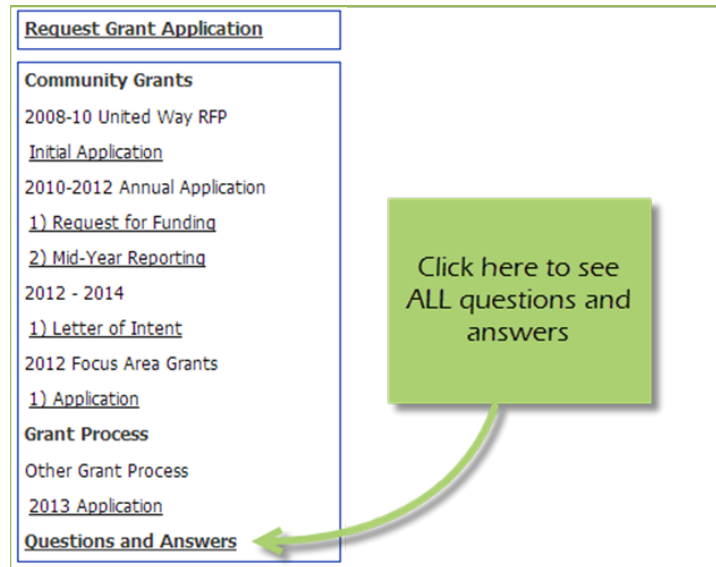 Request Grant Application
Community Grants
2008-10 United Way RFP
Initial Application
2010-2012 Annual Application
1) Request for Funding
2) Mid-Year Reporting
2012 - 2014
1) Letter of Intent
2012 Focus Area Grants
1) Application
Grant Process
Other Grant Process
2013 Application
Questions and Answers
Click here to see
ALL questions and
answers